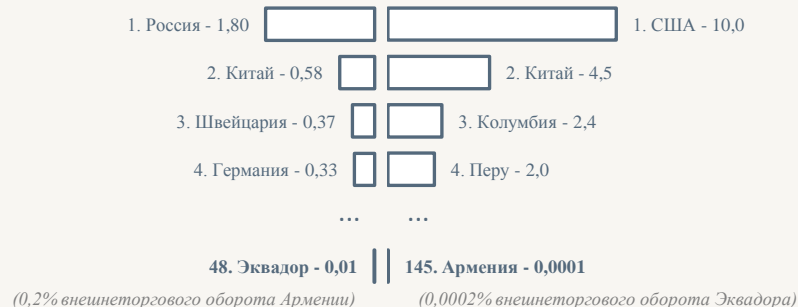 1. Россия - 1,80 1. США - 10,0
2. Китай - 0,58 2. Китай - 4,5
3. Швейцария - 0,37 3. Колумбия - 2,4
4. Германия - 0,33 4. Перу - 2,0
... ...
48. Эквадор - 0,01 145. Армения - 0,0001
(0,2% внешнеторгового оборота Армении) (0,0002% внешнеторгового оборота Эквадора)